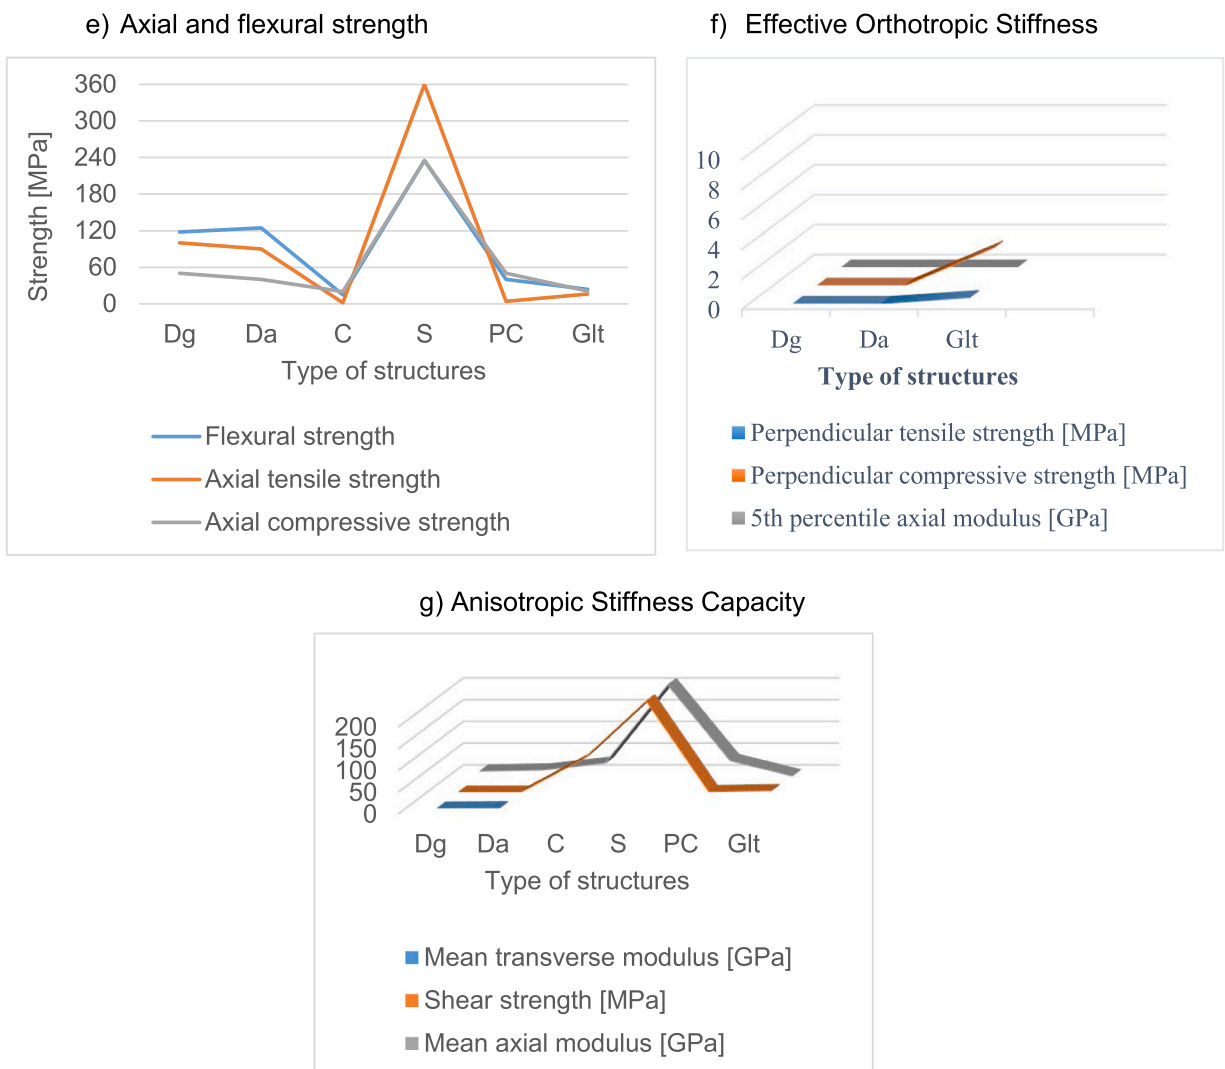 e) Axial and flexural strength
360
300
240
180
120
60
0
Strength [MPa]
Dg Da C S PC Glt
Type of structures
Flexural strength
Axial tensile strength
Axial compressive strength
f) Effective Orthotropic Stiffness
10
8
6
4
2
0
Dg Da Glt
Type of structures
Perpendicular tensile strength [MPa]
Perpendicular compressive strength [MPa]
5th percentile axial modulus [GPa]
g) Anisotropic Stiffness Capacity
200
150
100
50
0
Dg Da C S PC Glt
Type of structures
Mean transverse modulus [GPa]
Shear strength [MPa]
Mean axial modulus [GPa]